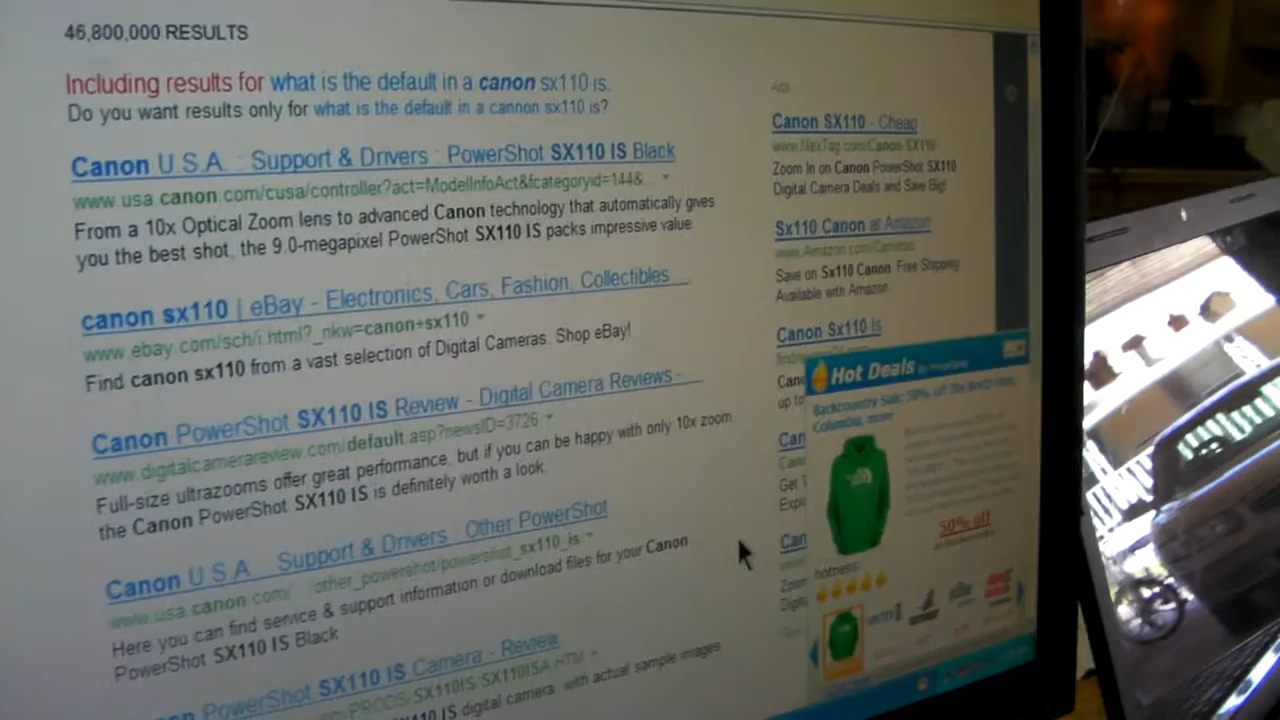 46,800,000 RESULTS
Including results for what is the default in a canon sx110 is.
Do you want results only for what is the default in a cannon sx110 is?
Canon U.S.A. : Support & Drivers : PowerShot SX110 IS Black
www.usa.canon.com/cusa/controller?act=ModelInfoAct&fcategoryid=144&...
From a 10x Optical Zoom lens to advanced Canon technology that automatically gives
you the best shot, the 9.0-megapixel PowerShot SX110 IS packs impressive value
canon sx110 | eBay - Electronics, Cars, Fashion, Collectibles ...
www.ebay.com/sch/i.html?_nkw=canon+sx110
Find canon sx110 from a vast selection of Digital Cameras. Shop eBay!
Canon PowerShot SX110 IS Review - Digital Camera Reviews - ...
www.digitalcamerareview.com/default.asp?newsID=3726
Full-size ultrazooms offer great performance, but if you can be happy with only 10x zoom
the Canon PowerShot SX110 IS is definitely worth a look.
Canon U.S.A. : Support & Drivers : Other PowerShot
www.usa.canon.com/.../other_powershot/powershot_sx110_is
Here you can find service & support information or download files for your Canon
PowerShot SX110 IS Black
PowerShot SX110 IS Camera - Review
PRODS/SX110IS/SX110ISA.HTM
IS digital camera, with actual sample images
Ads
Canon SX110 - Cheap
www.NexTag.com/Canon-SX110
Zoom In on Canon PowerShot SX110
Digital Camera Deals and Save Big!
Sx110 Canon at Amazon
www.Amazon.com/Cameras
Save on Sx110 Canon. Free Shipping
Available with Amazon.
Canon Sx110 Is
up to
Get
Hot Deals
Backcountry Sale: 50% off The North Face,
Columbia, more
50% off
hotness: